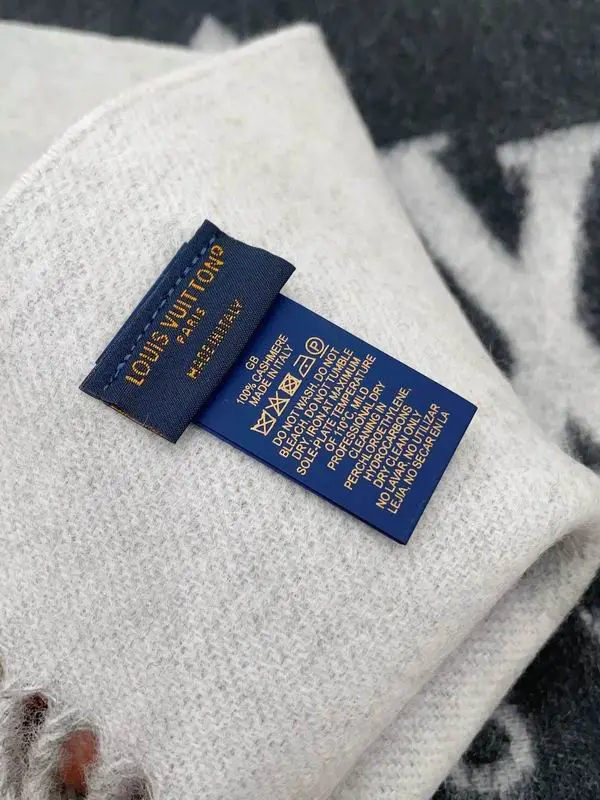 LOUIS VUITTON®
PARIS
MADE IN ITALY
GB
100% CASHMERE
MADE IN ITALY
DO NOT WASH, DO NOT
BLEACH, DO NOT TUMBLE
DRY, IRON AT MAXIMUM
SOLE-PLATE TEMPERATURE
OF 110°C, MILD
PROFESSIONAL DRY
CLEANING IN
PERCHLOROETHYLENE,
HYDROCARBONS
DRY CLEAN ONLY
NO LAVAR, NO UTILIZAR
LEJIA, NO SECAR EN LA